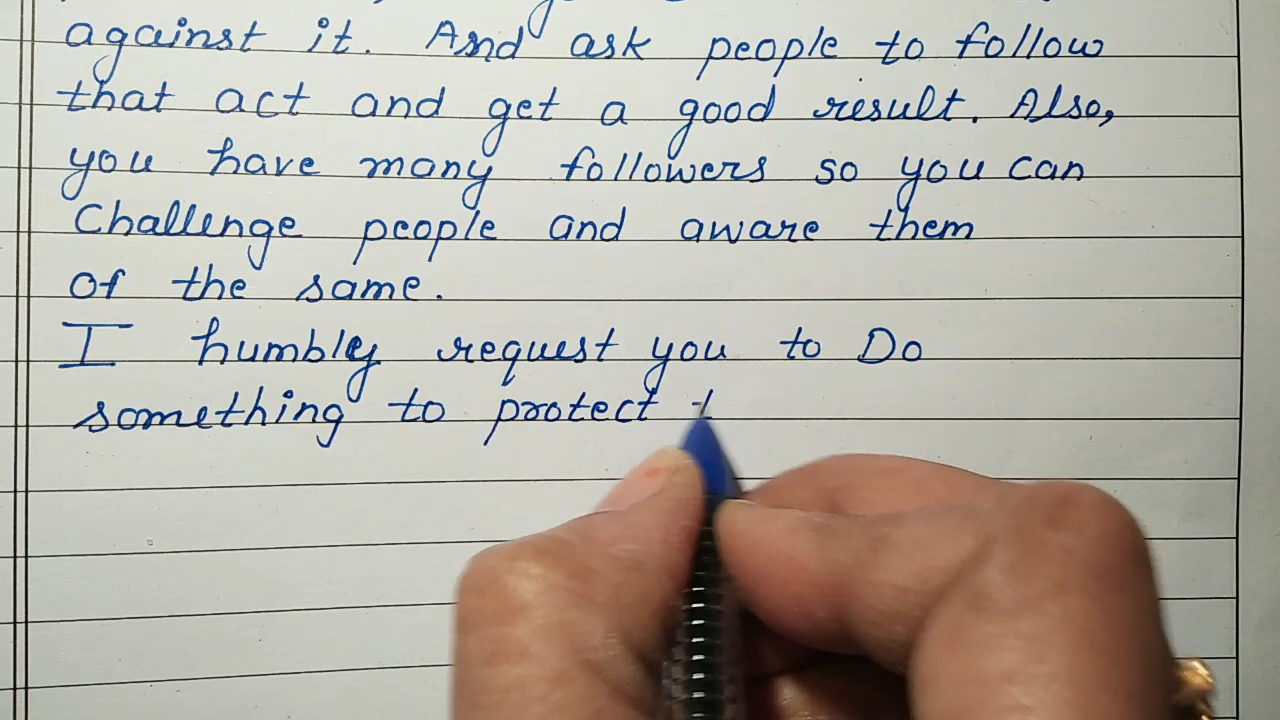 against it. And ask people to follow
that act and get a good result. Also,
you have many followers so you can
Challenge people and aware them
of the same.
I humbly request you to Do
something to protect